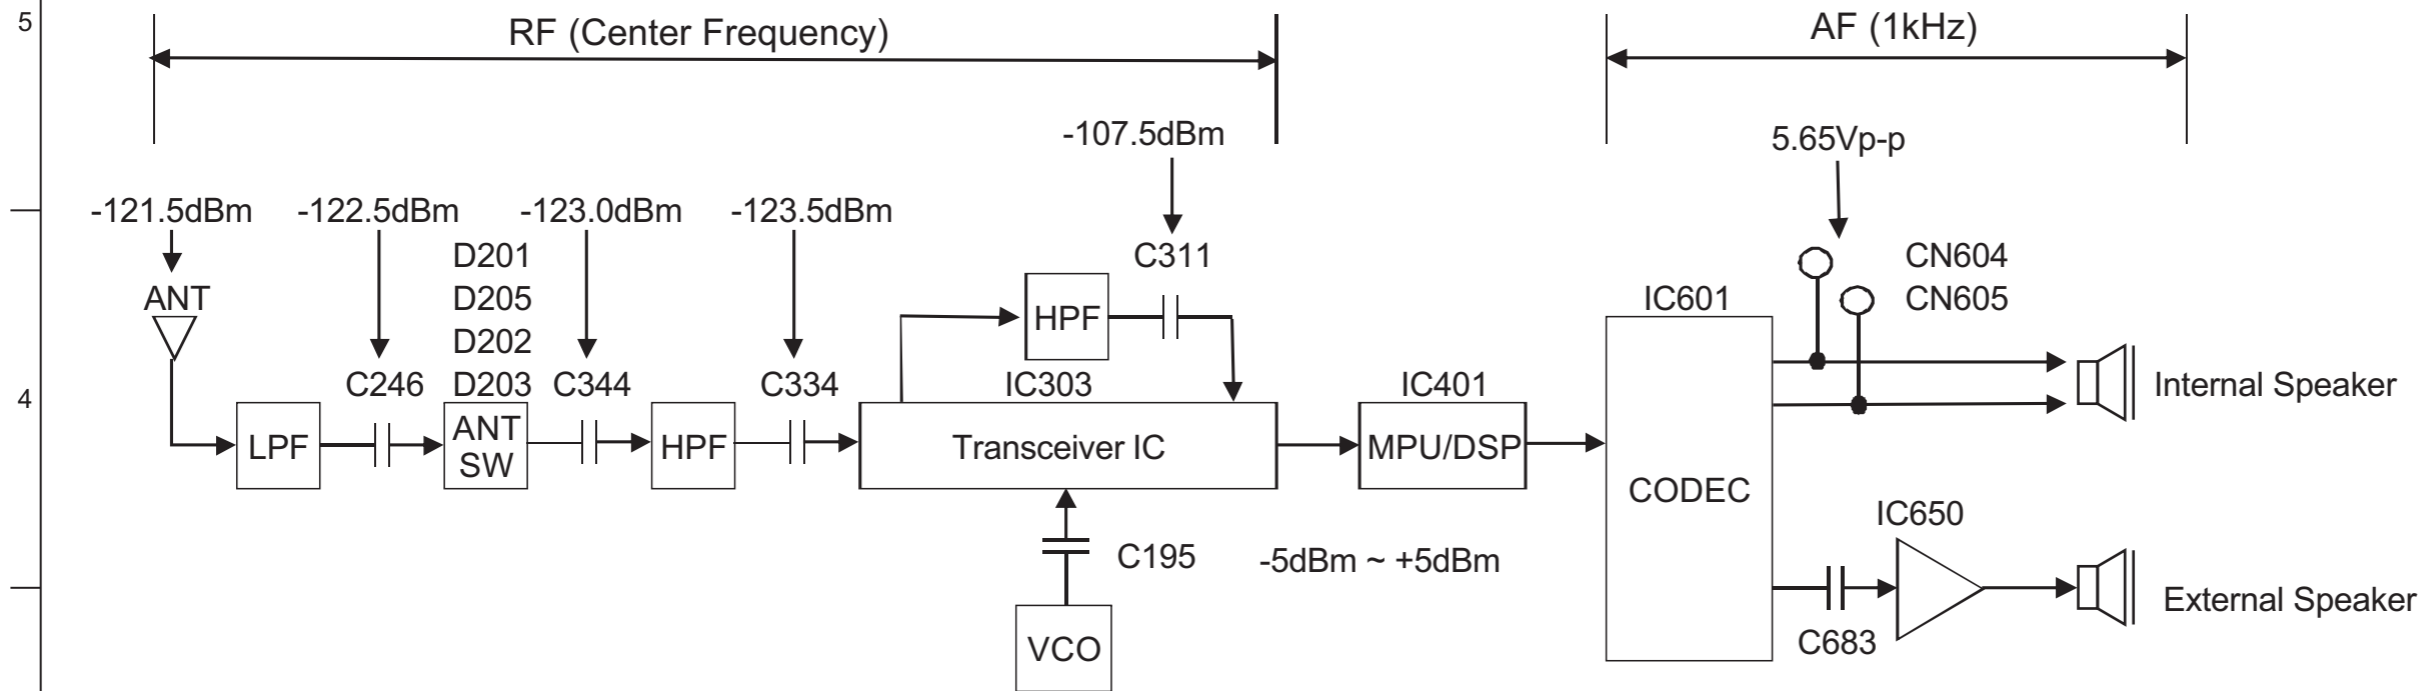 5
RF (Center Frequency)
AF (1kHz)
-107.5dBm
5.65Vp-p
-121.5dBm
-122.5dBm
-123.0dBm
-123.5dBm
ANT
C246
D201
D205
D202
D203
C344
C334
C311
HPF
IC303
IC401
IC601
CN604
CN605
4
LPF
ANT
SW
HPF
Transceiver IC
MPU/DSP
CODEC
Internal Speaker
C195
-5dBm ~ +5dBm
VCO
IC650
C683
External Speaker